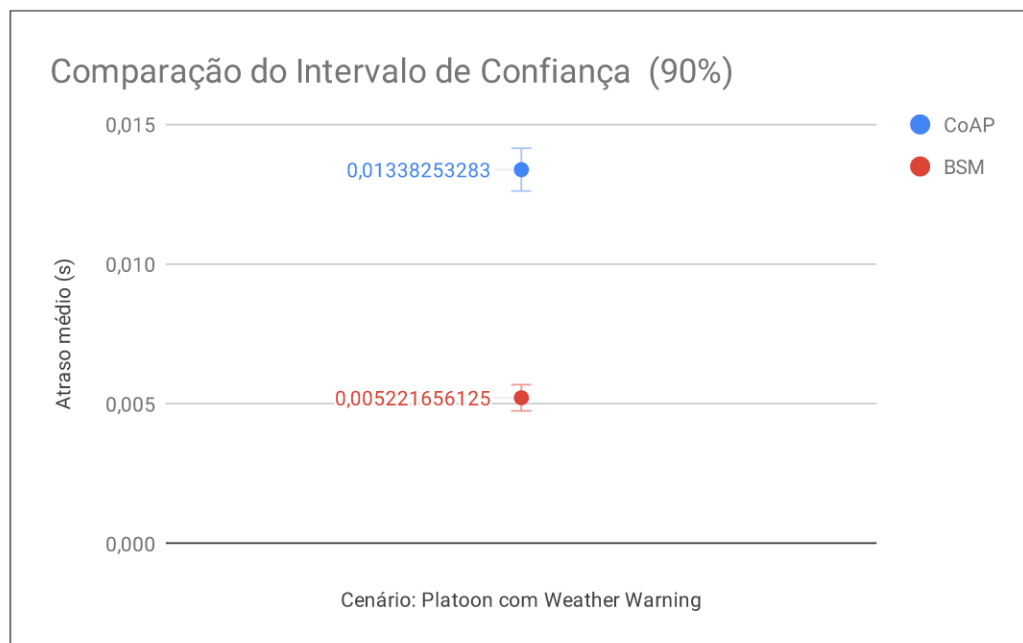 Comparação do Intervalo de Confiança (90%)
0,015
CoAP
BSM
0,01338253283
0,010
Atraso médio (s)
0,005221656125
0,005
0,000
Cenário: Platoon com Weather Warning